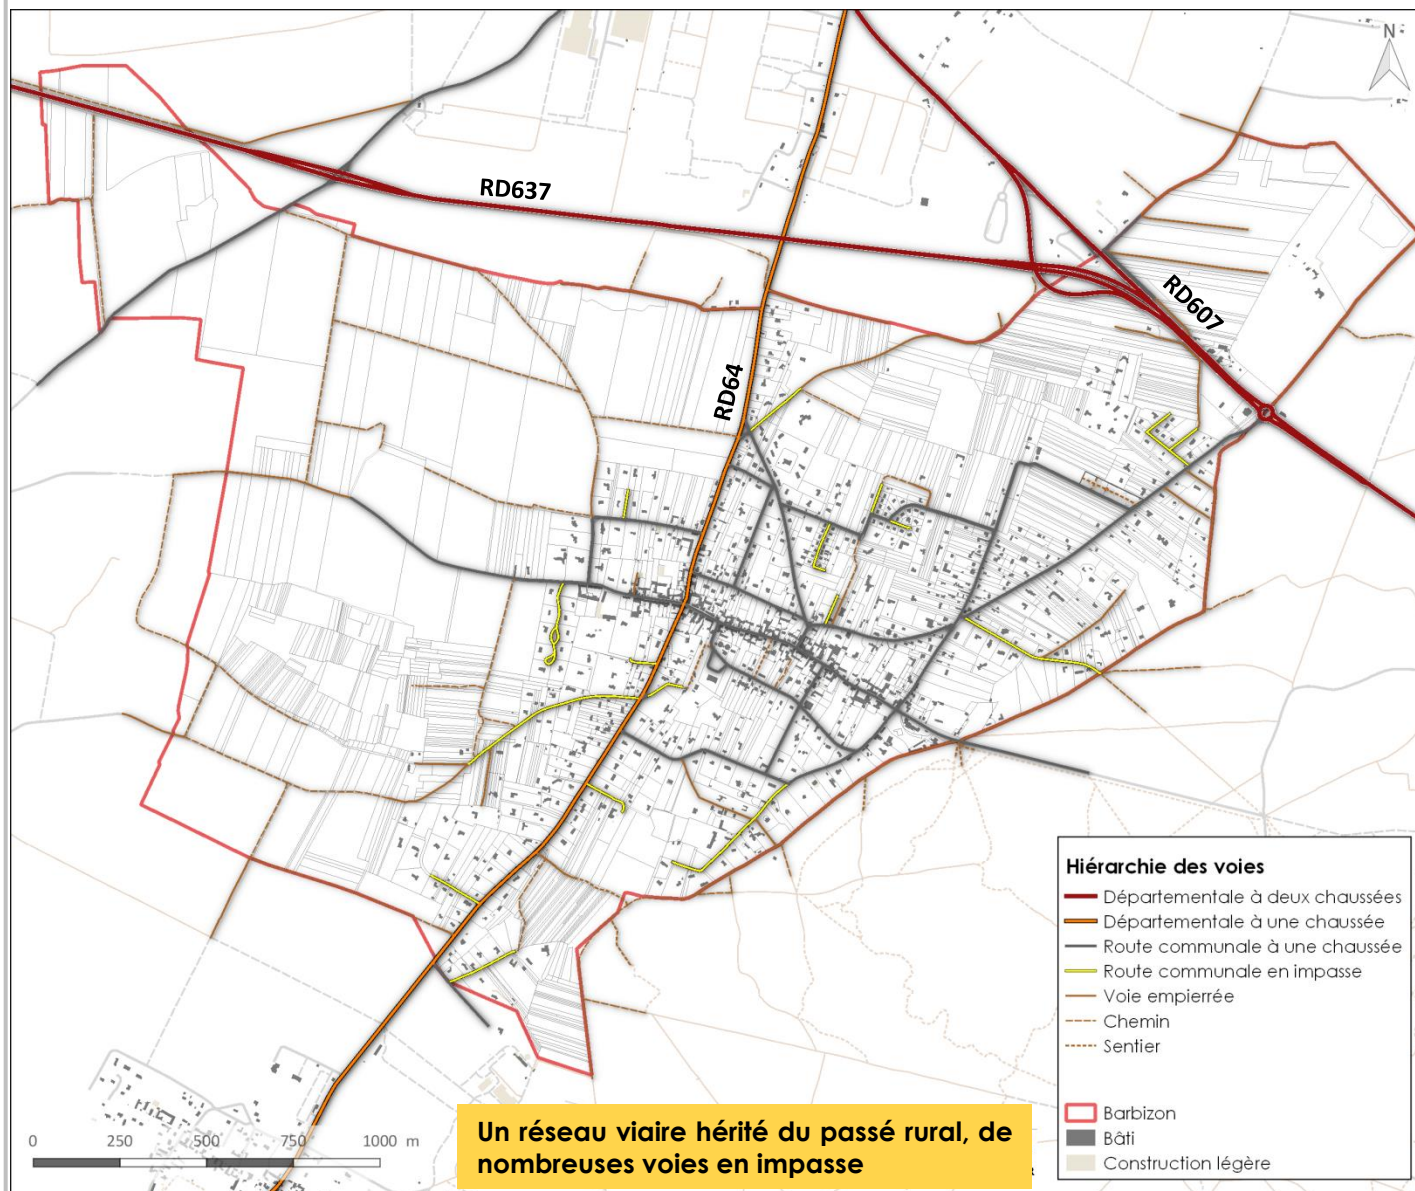 N
RD637
RD607
RD64
Hiérarchie des voies
Départementale à deux chaussées
Départementale à une chaussée
Route communale à une chaussée
Route communale en impasse
Voie empierrée
Chemin
Sentier
Barbizon
Bâti
Construction légère
0 250 500 750 1000 m
Un réseau viaire hérité du passé rural, de
nombreuses voies en impasse